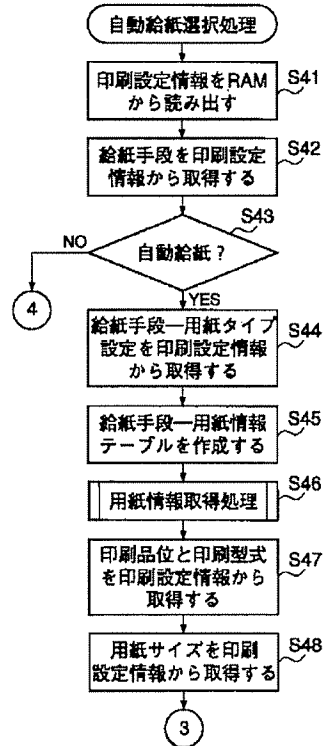 自動給紙選択処理
印刷設定情報をRAM
から読み出す
S41
給紙手段を印刷設定
情報から取得する
S42
自動給紙？
S43
NO
4
YES
給紙手段―用紙タイプ
設定を印刷設定情報
から取得する
S44
給紙手段―用紙情報
テーブルを作成する
S45
用紙情報取得処理
S46
印刷品位と印刷型式
を印刷設定情報から
取得する
S47
用紙サイズを印刷
設定情報から取得する
S48
3